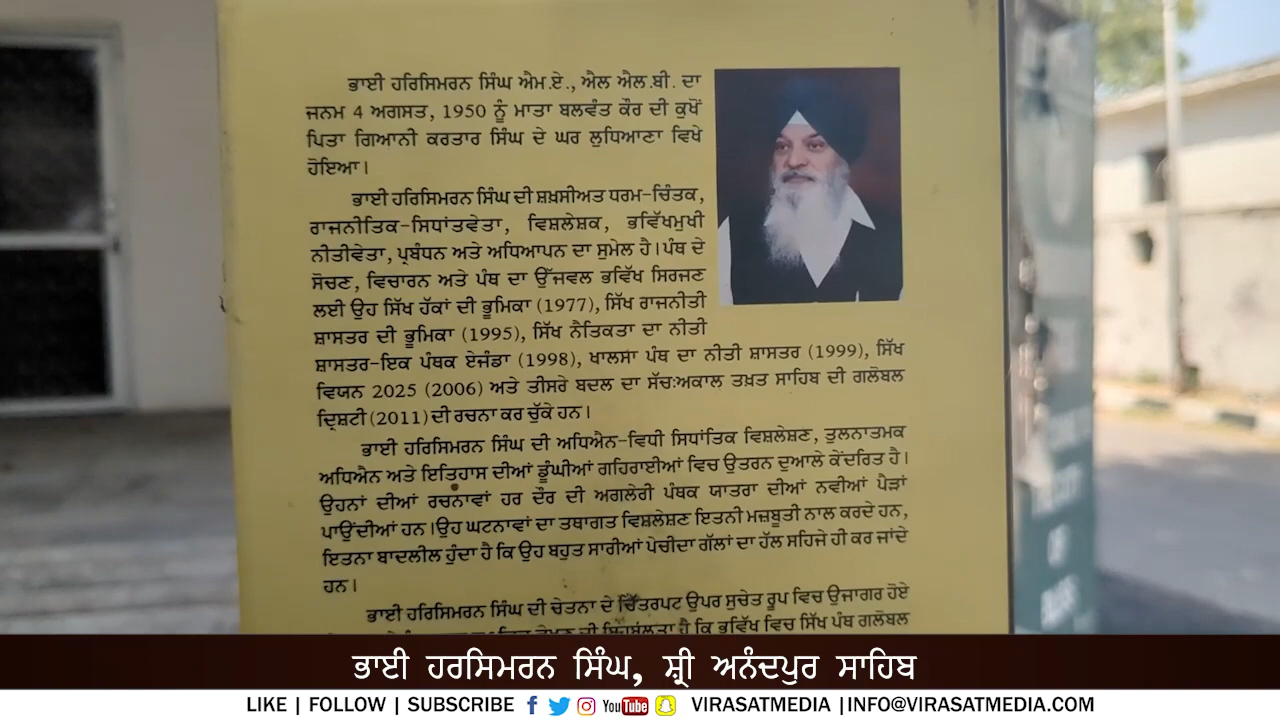 ਭਾਈ ਹਰਿਸਿਮਰਨ ਸਿੰਘ ਐਮ.ਏ., ਐਲ ਐਲ.ਬੀ. ਦਾ
ਜਨਮ 4 ਅਗਸਤ, 1950 ਨੂੰ ਮਾਤਾ ਬਲਵੰਤ ਕੌਰ ਦੀ ਕੁਖੋਂ
ਪਿਤਾ ਗਿਆਨੀ ਕਰਤਾਰ ਸਿੰਘ ਦੇ ਘਰ ਲੁਧਿਆਣਾ ਵਿਖੇ
ਹੋਇਆ।
ਭਾਈ ਹਰਿਸਿਮਰਨ ਸਿੰਘ ਦੀ ਸ਼ਖ਼ਸੀਅਤ ਧਰਮ-ਚਿੰਤਕ,
ਰਾਜਨੀਤਿਕ-ਸਿਧਾਂਤਵੇਤਾ, ਵਿਸ਼ਲੇਸ਼ਕ, ਭਵਿੱਖਮੁਖੀ
ਨੀਤੀਵੇਤਾ, ਪ੍ਰਬੰਧਨ ਅਤੇ ਅਧਿਆਪਨ ਦਾ ਸੁਮੇਲ ਹੈ। ਪੰਥ ਦੇ
ਸੋਚਣ, ਵਿਚਾਰਨ ਅਤੇ ਪੰਥ ਦਾ ਉੱਜਵਲ ਭਵਿੱਖ ਸਿਰਜਣ
ਲਈ ਉਹ ਸਿੱਖ ਹੱਕਾਂ ਦੀ ਭੂਮਿਕਾ (1977), ਸਿੱਖ ਰਾਜਨੀਤੀ
ਸ਼ਾਸਤਰ ਦੀ ਭੂਮਿਕਾ (1995), ਸਿੱਖ ਨੈਤਿਕਤਾ ਦਾ ਨੀਤੀ
ਸ਼ਾਸਤਰ-ਇਕ ਪੰਥਕ ਏਜੰਡਾ (1998), ਖਾਲਸਾ ਪੰਥ ਦਾ ਨੀਤੀ ਸ਼ਾਸਤਰ (1999), ਸਿੱਖ
ਵਿਯਨ 2025 (2006) ਅਤੇ ਤੀਸਰੇ ਬਦਲ ਦਾ ਸੱਚ:ਅਕਾਲ ਤਖ਼ਤ ਸਾਹਿਬ ਦੀ ਗਲੋਬਲ
ਦ੍ਰਿਸ਼ਟੀ (2011) ਦੀ ਰਚਨਾ ਕਰ ਚੁੱਕੇ ਹਨ।
ਭਾਈ ਹਰਿਸਿਮਰਨ ਸਿੰਘ ਦੀ ਅਧਿਐਨ-ਵਿਧੀ ਸਿਧਾਂਤਿਕ ਵਿਸ਼ਲੇਸ਼ਣ, ਤੁਲਨਾਤਮਕ
ਅਧਿਐਨ ਅਤੇ ਇਤਿਹਾਸ ਦੀਆਂ ਡੂੰਘੀਆਂ ਗਹਿਰਾਈਆਂ ਵਿਚ ਉਤਰਨ ਦੁਆਲੇ ਕੇਂਦਰਿਤ ਹੈ।
ਉਹਨਾਂ ਦੀਆਂ ਰਚਨਾਵਾਂ ਹਰ ਦੌਰ ਦੀ ਅਗਲੇਰੀ ਪੰਥਕ ਯਾਤਰਾ ਦੀਆਂ ਨਵੀਆਂ ਪੈੜਾਂ
ਪਾਉਂਦੀਆਂ ਹਨ। ਉਹ ਘਟਨਾਵਾਂ ਦਾ ਤਥਾਗਤ ਵਿਸ਼ਲੇਸ਼ਣ ਇਤਨੀ ਮਜ਼ਬੂਤੀ ਨਾਲ ਕਰਦੇ ਹਨ,
ਇਤਨਾ ਬਾਦਲੀਲ ਹੁੰਦਾ ਹੈ ਕਿ ਉਹ ਬਹੁਤ ਸਾਰੀਆਂ ਪੇਚੀਦਾ ਗੱਲਾਂ ਦਾ ਹੱਲ ਸਹਿਜੇ ਹੀ ਕਰ ਜਾਂਦੇ
ਹਨ।
ਭਾਈ ਹਰਿਸਿਮਰਨ ਸਿੰਘ ਦੀ ਚੇਤਨਾ ਦੇ ਚਿੱਤਰਪਟ ਉਪਰ ਸੁਚੇਤ ਰੂਪ ਵਿਚ ਉਜਾਗਰ ਹੋਏ
ਦੀ ਬਿਹਬਲਤਾ ਹੈ ਕਿ ਭਵਿੱਖ ਵਿਚ ਸਿੱਖ ਪੰਥ ਗਲੋਬਲ
ਭਾਈ ਹਰਸਿਮਰਨ ਸਿੰਘ, ਸ਼੍ਰੀ ਅਨੰਦਪੁਰ ਸਾਹਿਬ
LIKE | FOLLOW | SUBSCRIBE YouTube VIRASATMEDIA |INFO@VIRASATMEDIA.COM